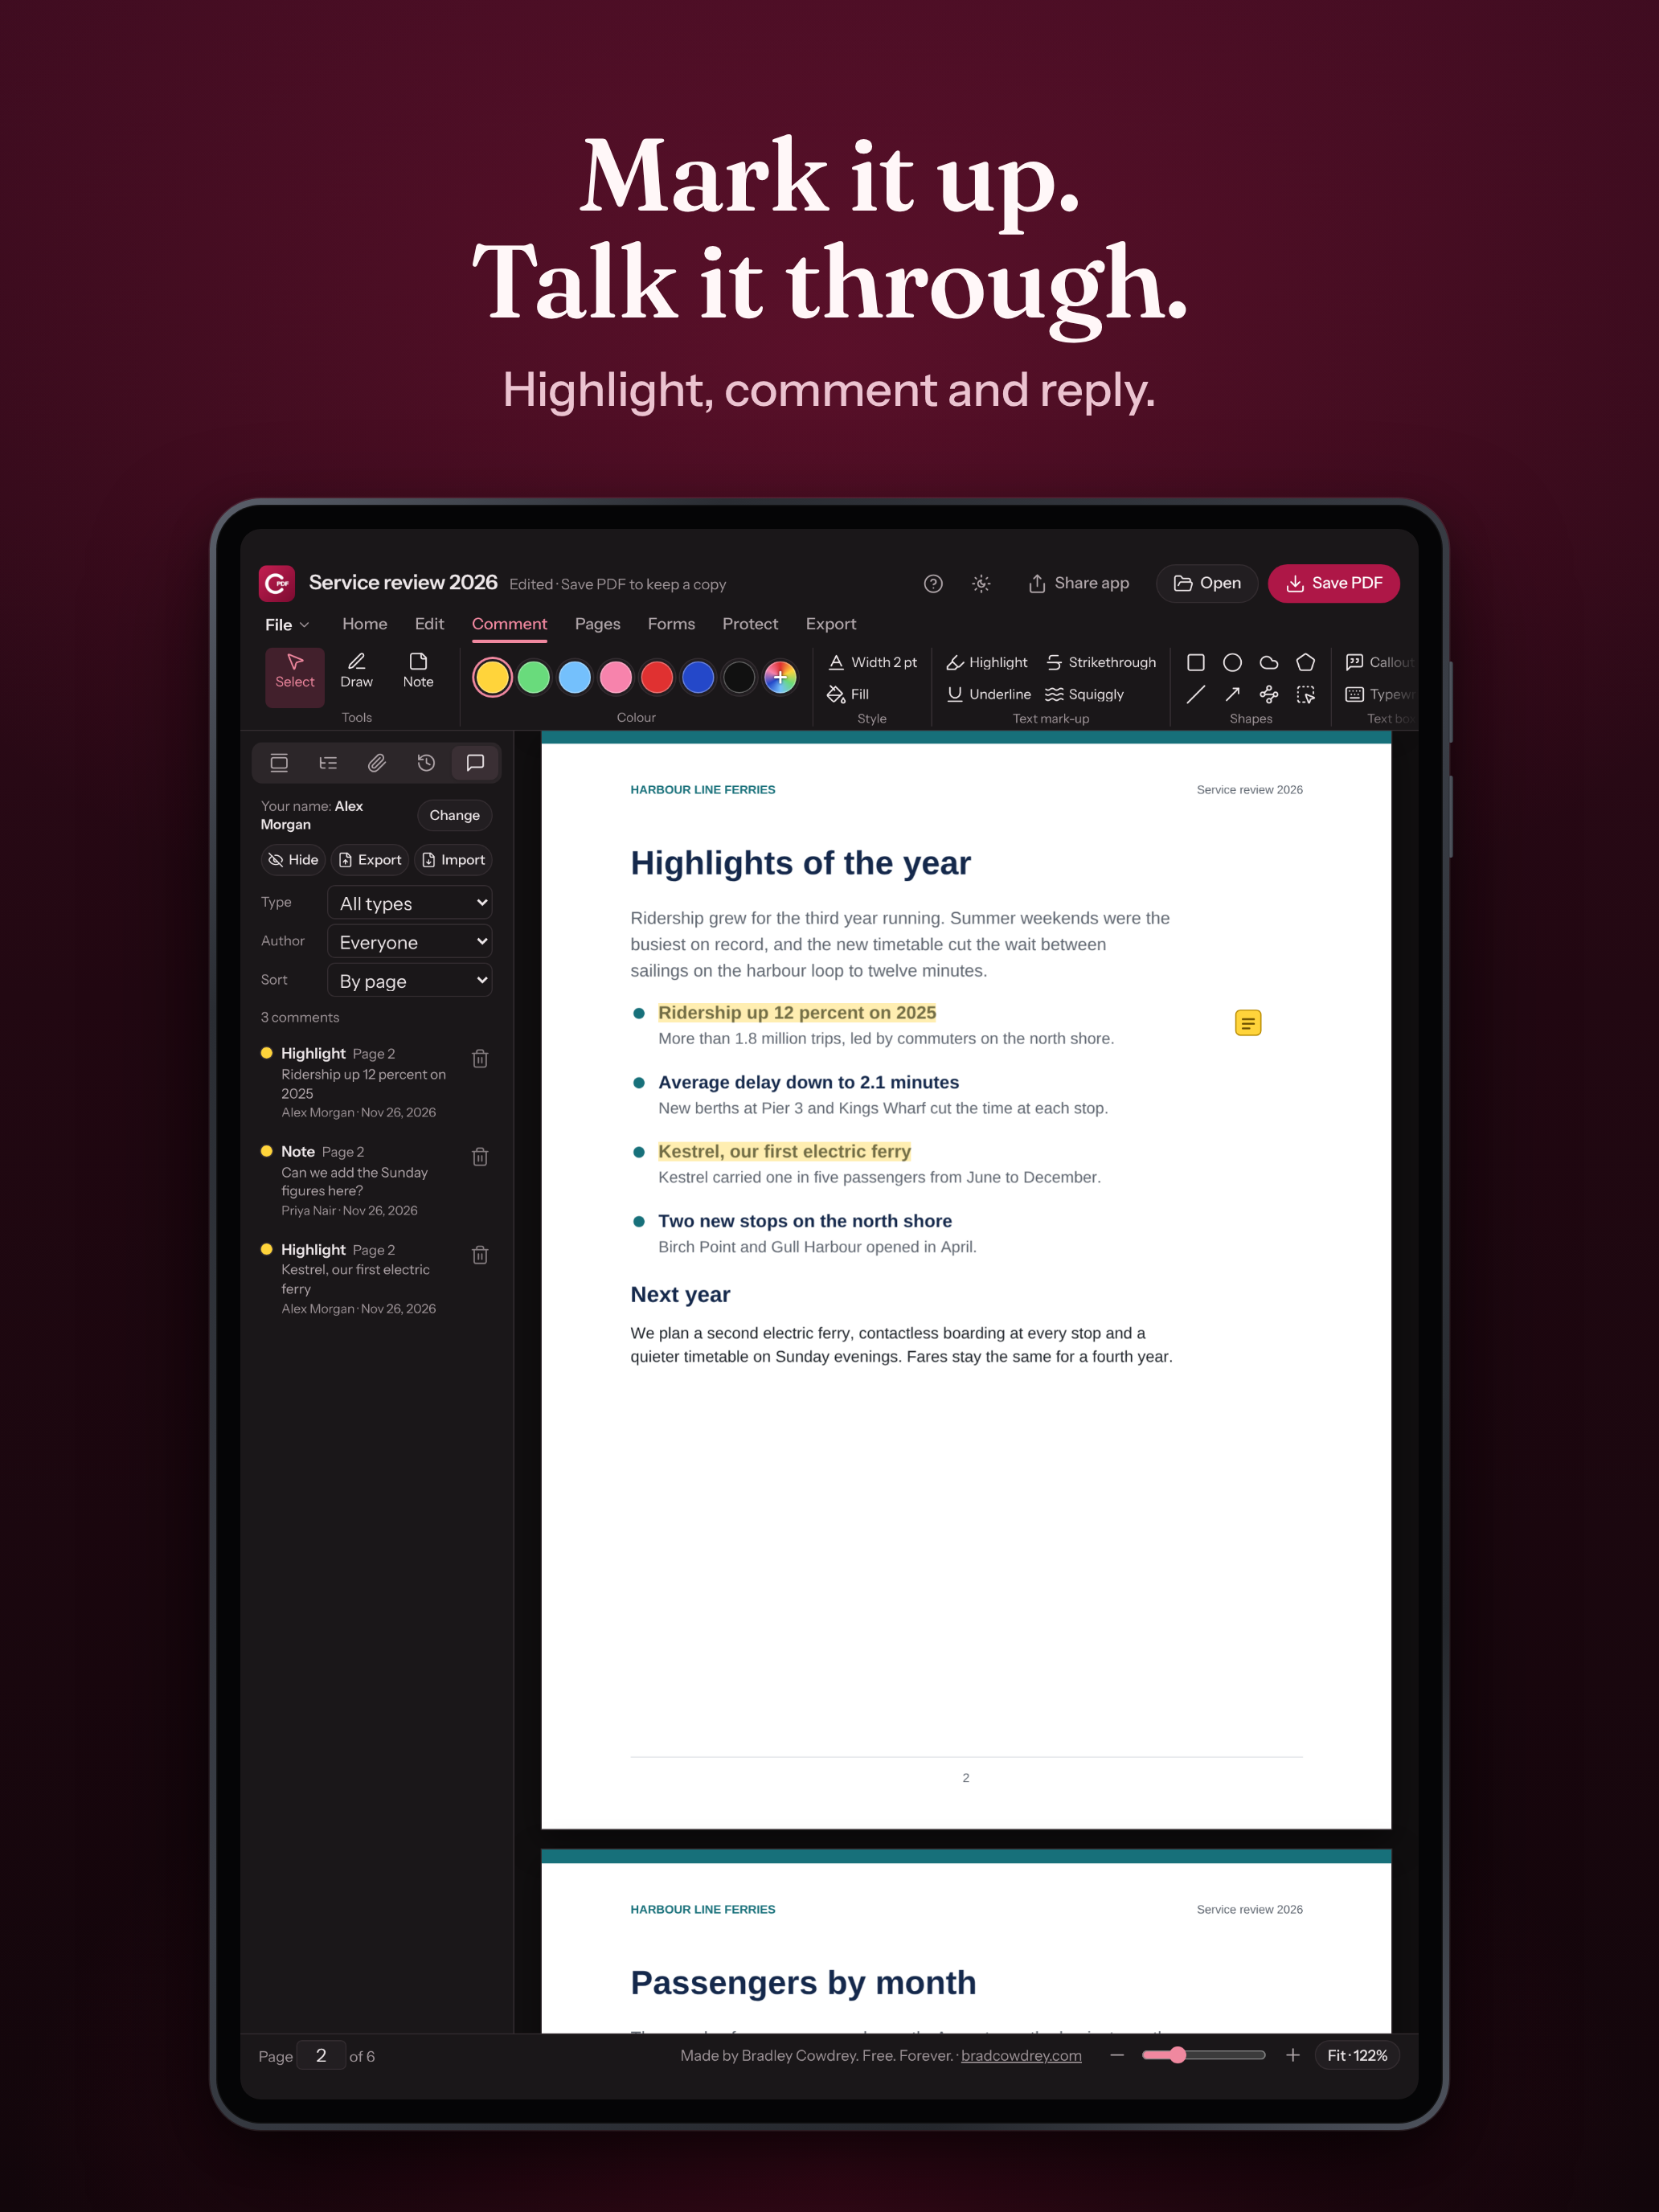 Mark it up.
Talk it through.
Highlight, comment and reply.
PDF
Service review 2026 Edited · Save PDF to keep a copy
Share app
Open
Save PDF
File
Home
Edit
Comment
Pages
Forms
Protect
Export
Select
Draw
Note
Tools
Colour
Width 2 pt
Fill
Style
Highlight
Strikethrough
Underline
Squiggly
Text mark-up
Shapes
Callout
Typewr
Text box
Your name: Alex
Morgan
Change
Hide
Export
Import
Type
All types
Author
Everyone
Sort
By page
3 comments
Highlight Page 2
Ridership up 12 percent on
2025
Alex Morgan · Nov 26, 2026
Note Page 2
Can we add the Sunday
figures here?
Priya Nair · Nov 26, 2026
Highlight Page 2
Kestrel, our first electric
ferry
Alex Morgan · Nov 26, 2026
HARBOUR LINE FERRIES
Service review 2026
Highlights of the year
Ridership grew for the third year running. Summer weekends were the
busiest on record, and the new timetable cut the wait between
sailings on the harbour loop to twelve minutes.
Ridership up 12 percent on 2025
More than 1.8 million trips, led by commuters on the north shore.
Average delay down to 2.1 minutes
New berths at Pier 3 and Kings Wharf cut the time at each stop.
Kestrel, our first electric ferry
Kestrel carried one in five passengers from June to December.
Two new stops on the north shore
Birch Point and Gull Harbour opened in April.
Next year
We plan a second electric ferry, contactless boarding at every stop and a
quieter timetable on Sunday evenings. Fares stay the same for a fourth year.
2
HARBOUR LINE FERRIES
Service review 2026
Passengers by month
Page 2 of 6
Made by Bradley Cowdrey. Free. Forever. · bradcowdrey.com
Fit · 122%